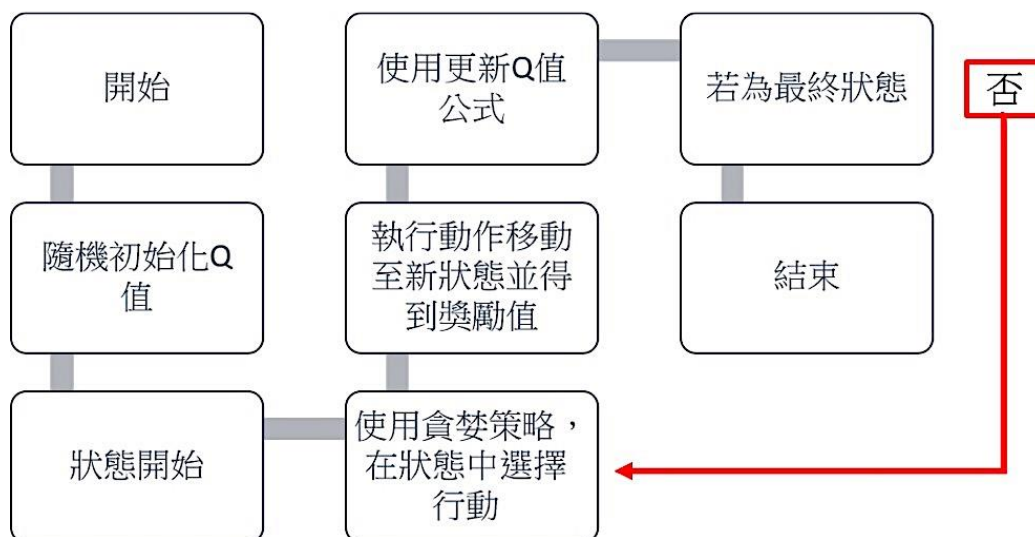 開始
隨機初始化Q
值
狀態開始
使用貪婪策略，
在狀態中選擇
行動
執行動作移動
至新狀態並得
到獎勵值
使用更新Q值
公式
若為最終狀態
結束
否